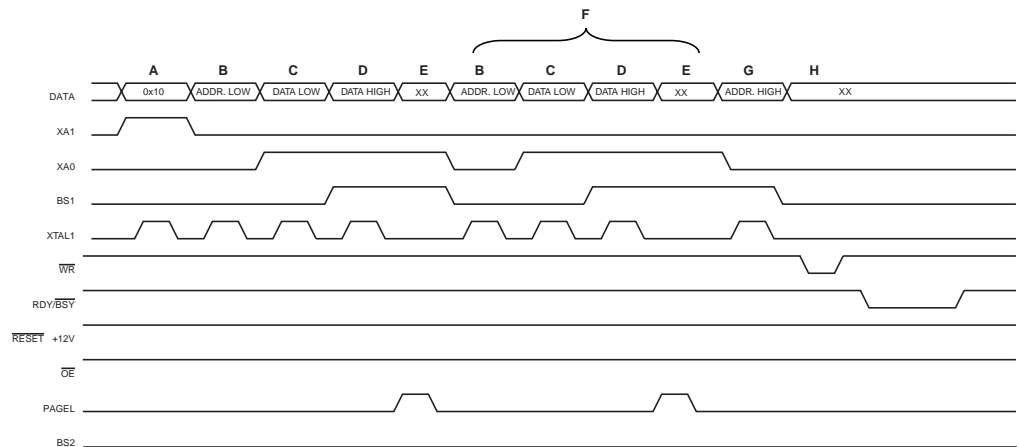 F
A B C D E B C D E G H
DATA 0x10 ADDR. LOW DATA LOW DATA HIGH XX ADDR. LOW DATA LOW DATA HIGH XX ADDR. HIGH XX
XA1
XA0
BS1
XTAL1
WR
RDY/BSY
RESET +12V
OE
PAGEL
BS2